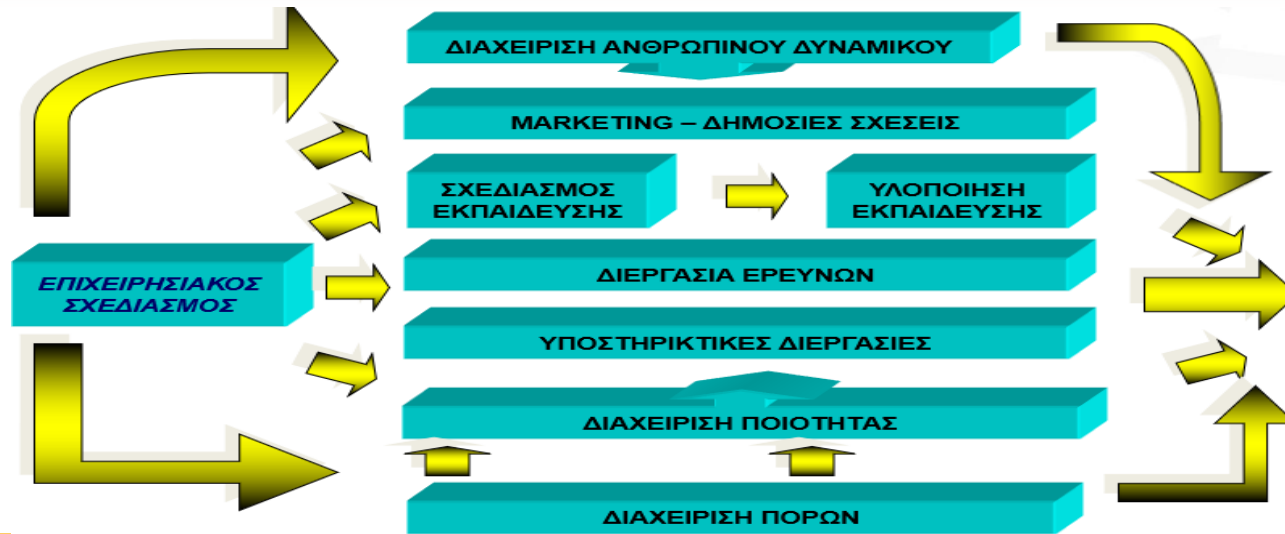 ΔΙΑΧΕΙΡΙΣΗ ΑΝΘΡΩΠΙΝΟΥ ΔΥΝΑΜΙΚΟΥ
MARKETING – ΔΗΜΟΣΙΕΣ ΣΧΕΣΕΙΣ
ΣΧΕΔΙΑΣΜΟΣ
ΕΚΠΑΙΔΕΥΣΗΣ
ΥΛΟΠΟΙΗΣΗ
ΕΚΠΑΙΔΕΥΣΗΣ
ΕΠΙΧΕΙΡΗΣΙΑΚΟΣ
ΣΧΕΔΙΑΣΜΟΣ
ΔΙΕΡΓΑΣΙΑ ΕΡΕΥΝΩΝ
ΥΠΟΣΤΗΡΙΚΤΙΚΕΣ ΔΙΕΡΓΑΣΙΕΣ
ΔΙΑΧΕΙΡΙΣΗ ΠΟΙΟΤΗΤΑΣ
ΔΙΑΧΕΙΡΙΣΗ ΠΟΡΩΝ